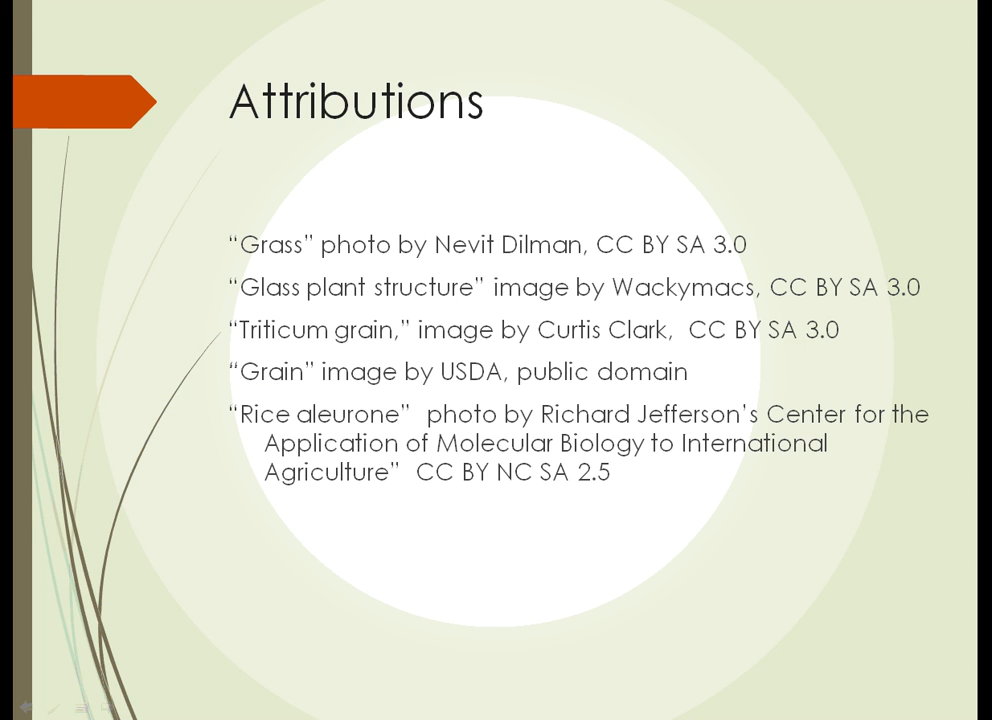 Attributions
“Grass” photo by Nevit Dilman, CC BY SA 3.0
“Glass plant structure” image by Wackymacs, CC BY SA 3.0
“Triticum grain,” image by Curtis Clark,  CC BY SA 3.0
“Grain” image by USDA, public domain
“Rice aleurone”  photo by Richard Jefferson’s Center for the
Application of Molecular Biology to International
Agriculture”  CC BY NC SA 2.5